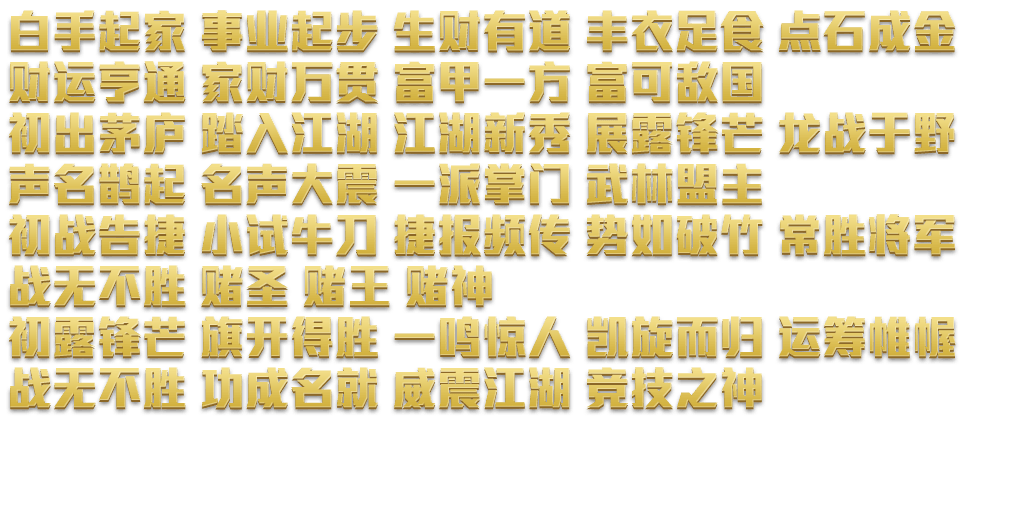 白手起家 事业起步 生财有道 丰衣足食 点石成金
财运亨通 家财万贯 富甲一方 富可敌国
初出茅庐 踏入江湖 江湖新秀 展露锋芒 龙战于野
声名鹊起 名声大震 一派掌门 武林盟主
初战告捷 小试牛刀 捷报频传 势如破竹 常胜将军
战无不胜 赌圣 赌王 赌神
初露锋芒 旗开得胜 一鸣惊人 凯旋而归 运筹帷幄
战无不胜 功成名就 威震江湖 竞技之神